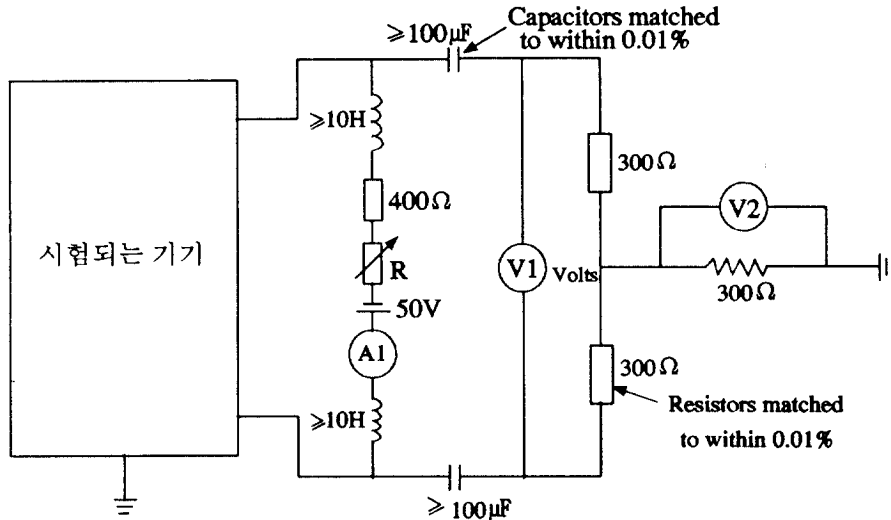 ≥100μF
Capacitors matched
to within 0.01%
≥10H
400Ω
R
50V
A1
≥10H
시험되는 기기
V1 Volts
300Ω
V2
300Ω
300Ω
Resistors matched
to within 0.01%
≥ 100μF